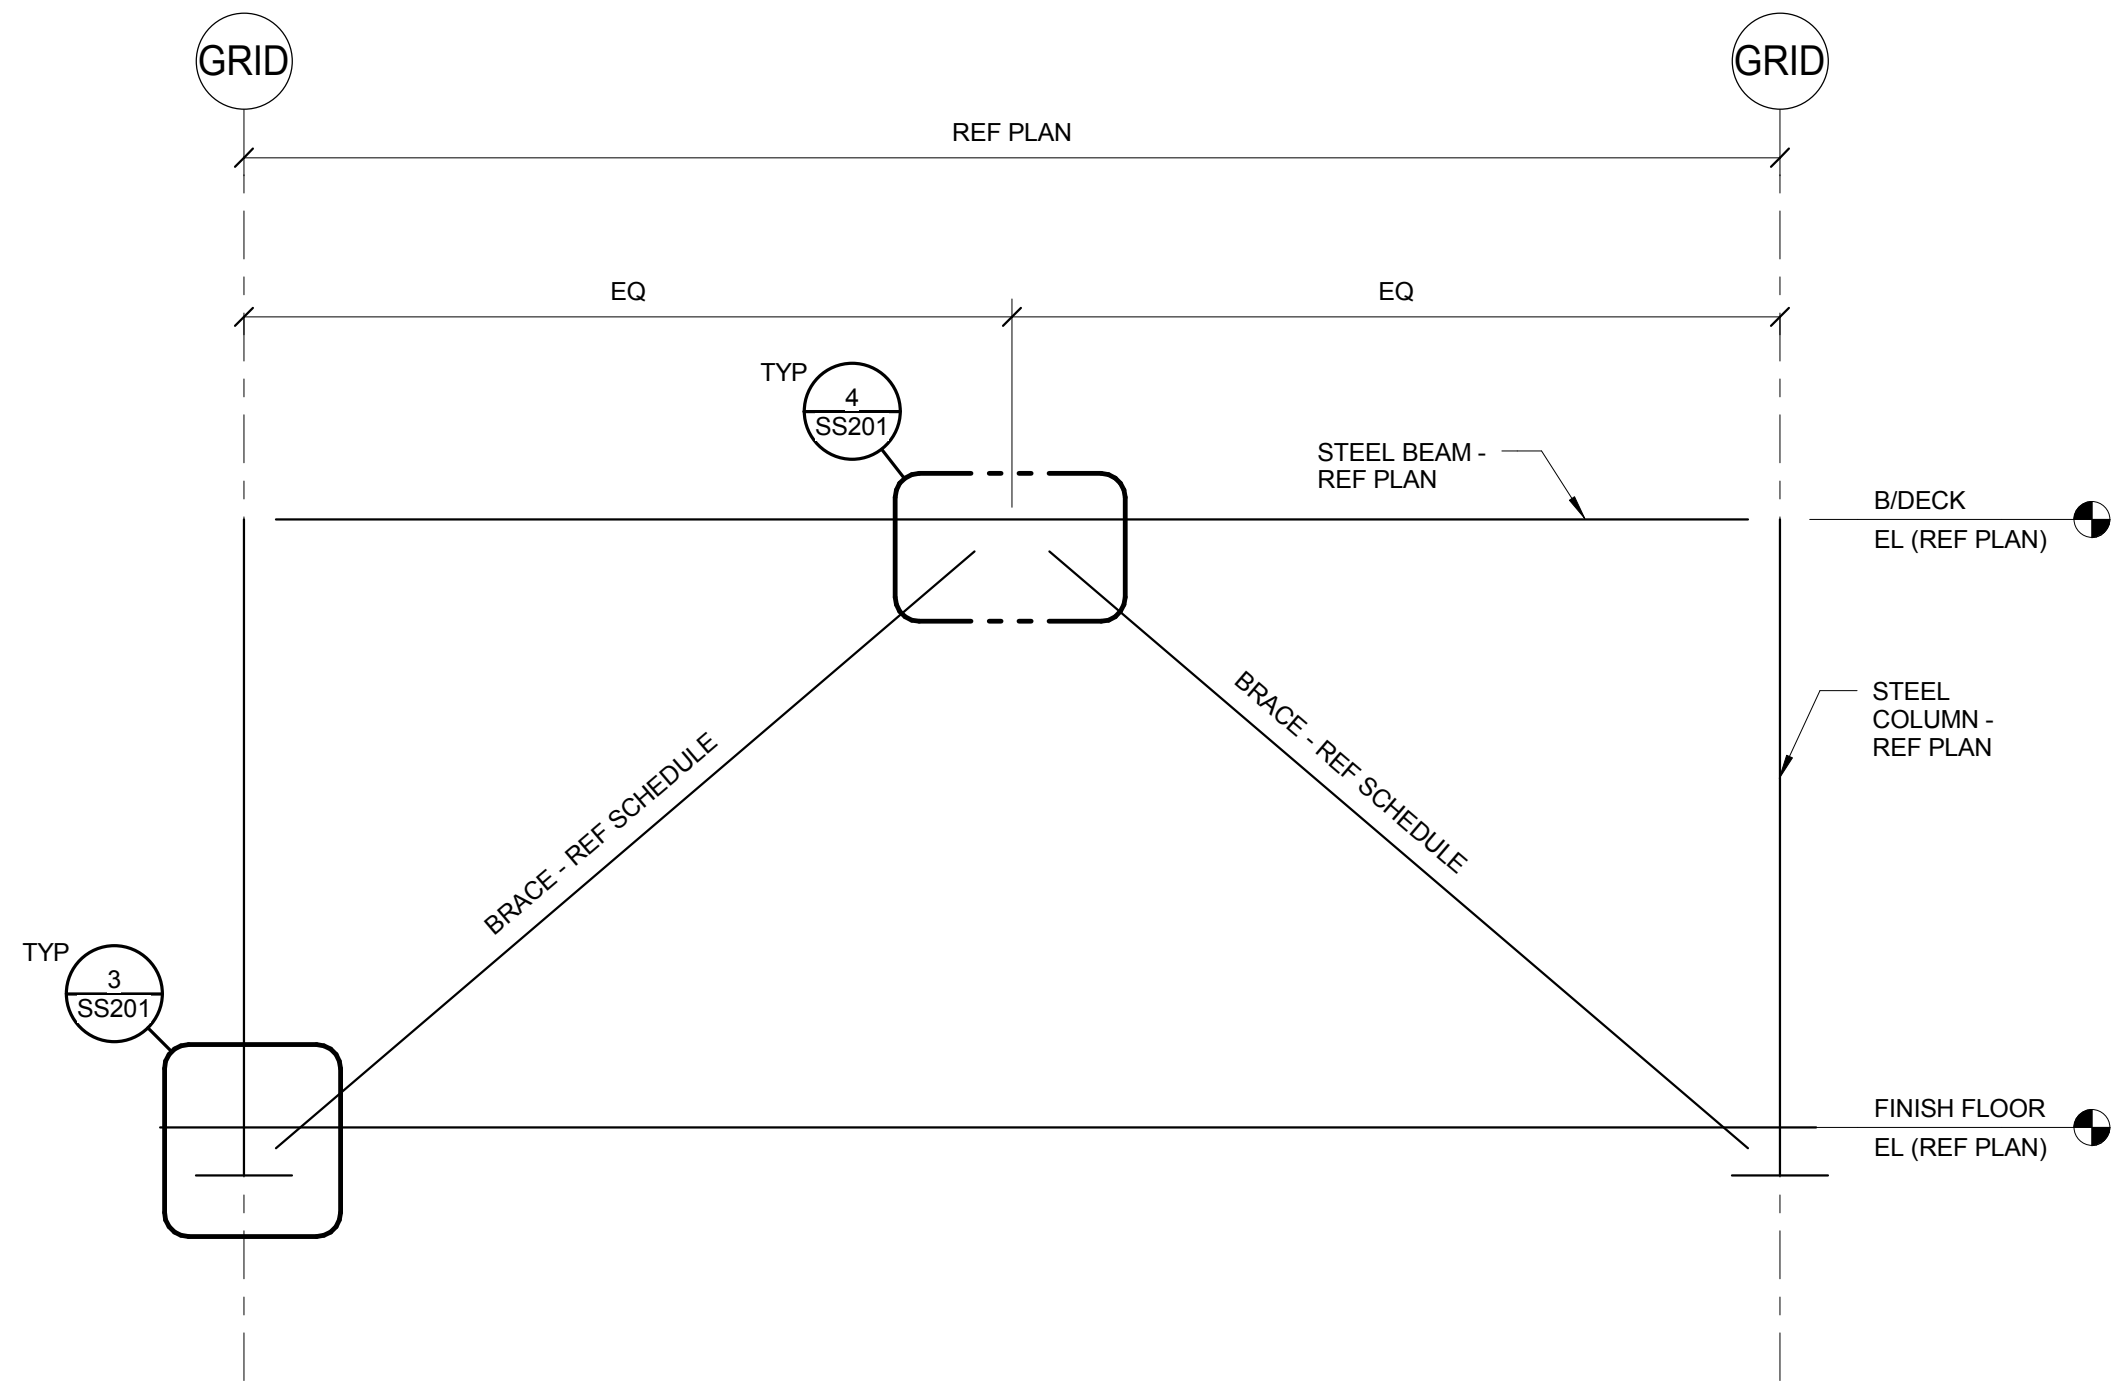 GRID
GRID
REF PLAN
EQ
EQ
TYP
4
SS201
STEEL BEAM -
REF PLAN
B/DECK
EL (REF PLAN)
BRACE - REF SCHEDULE
BRACE - REF SCHEDULE
STEEL
COLUMN -
REF PLAN
TYP
3
SS201
FINISH FLOOR
EL (REF PLAN)